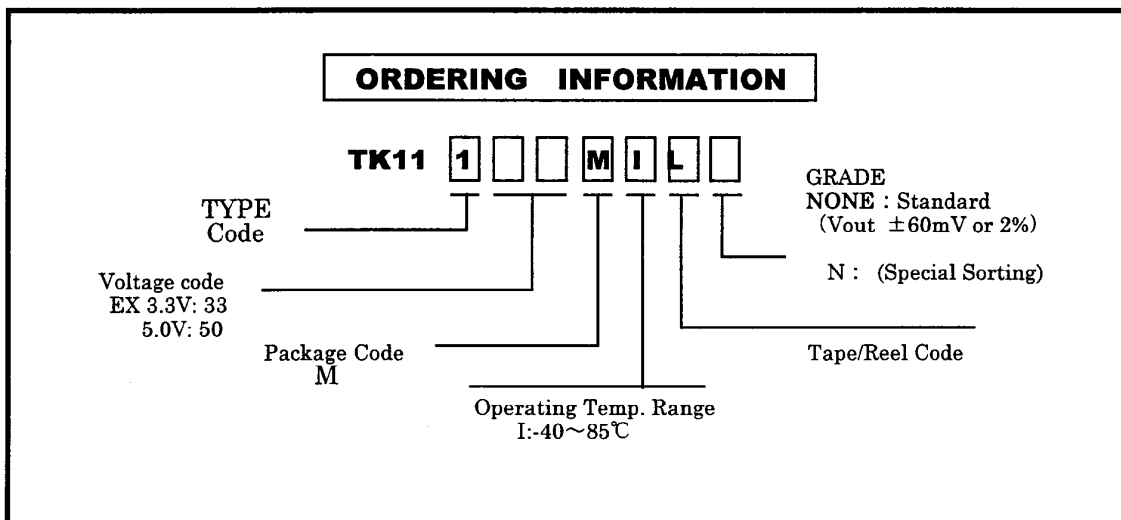 ORDERING INFORMATION
TK11 1 M I L
TYPE
Code
Voltage code
EX 3.3V: 33
5.0V: 50
Package Code
M
Operating Temp. Range
I:-40～85℃
GRADE
NONE : Standard
(Vout ±60mV or 2%)
N : (Special Sorting)
Tape/Reel Code